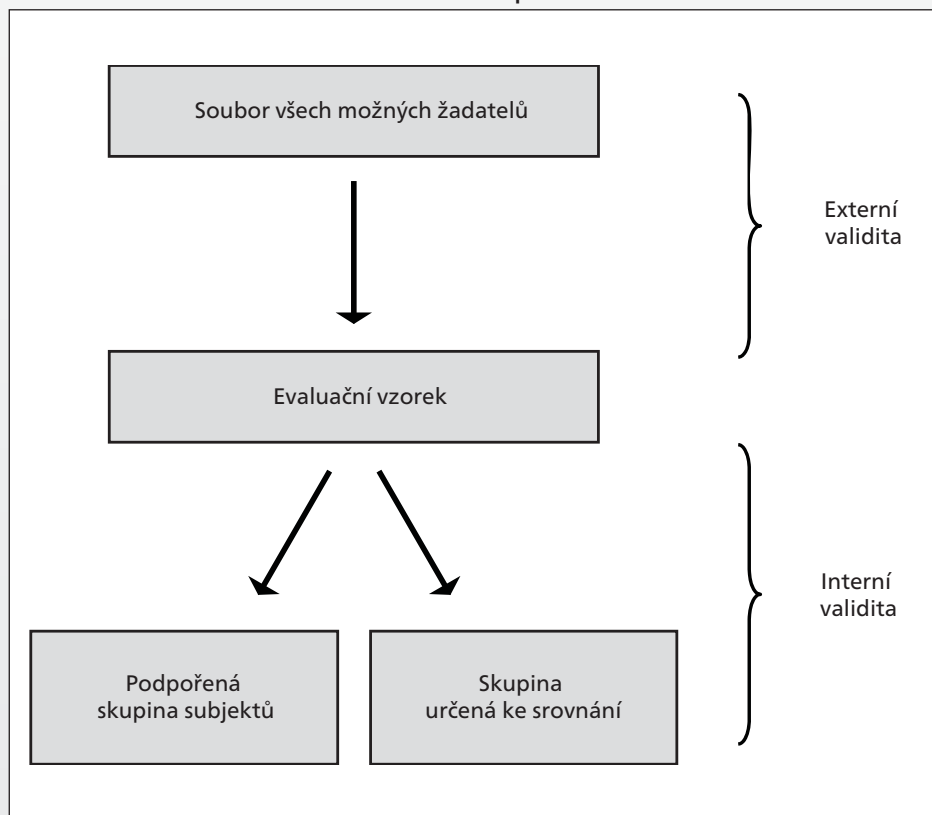 Soubor všech možných žadatelů
Externí
validita
Evaluační vzorek
Interní
validita
Podpořená
skupina subjektů
Skupina
určená ke srovnání